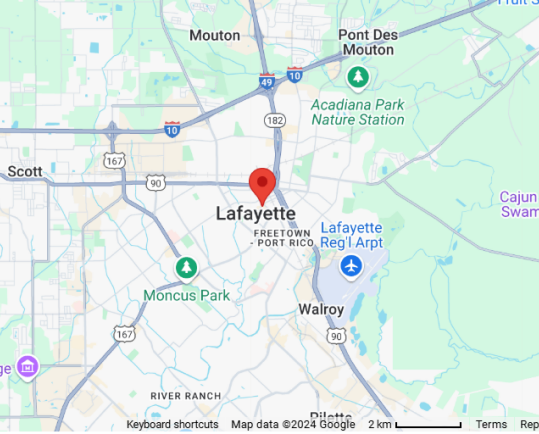 Fruit S
Mouton
Pont Des
Mouton
49
10
Acadiana Park
Nature Station
182
10
167
Scott
90
Cajun
Swam
Lafayette
FREETOWN
- PORT RICO
Lafayette
Reg'l Arpt
Moncus Park
Walroy
167
90
ge
RIVER RANCH
Pilette
Keyboard shortcuts
Map data ©2024 Google
2 km
Terms
Rep